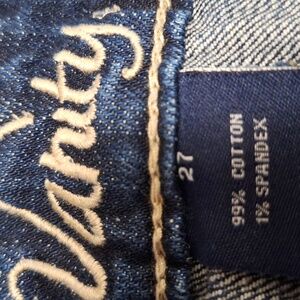 Vanity
27
99% COTTON
1% SPANDEX